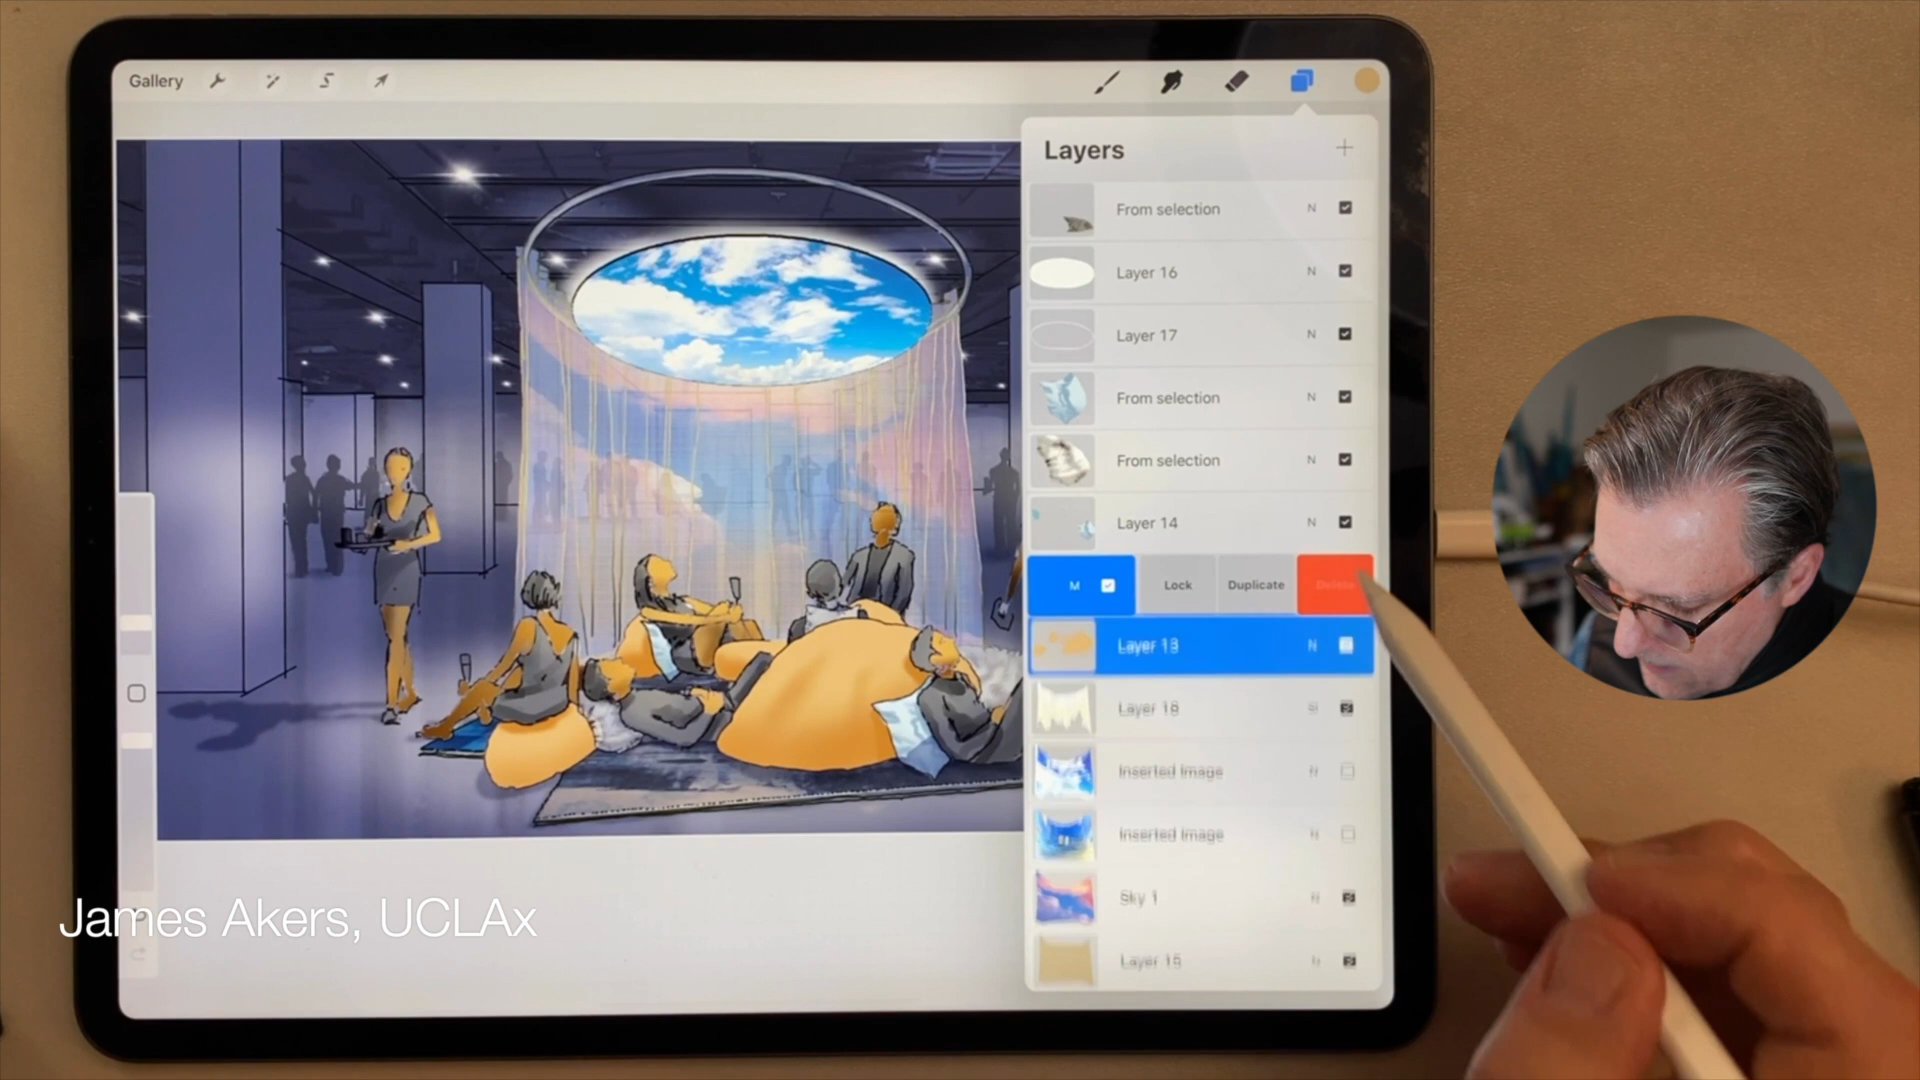 Gallery
Layers
From selection N
Layer 16 N
Layer 17 N
From selection N
From selection N
Layer 14 N
M Lock Duplicate Delete
Layer 13 N
Layer 18
Inserted Image N
Inserted Image N
Sky 1 N
Layer 15 N
James Akers, UCLAx